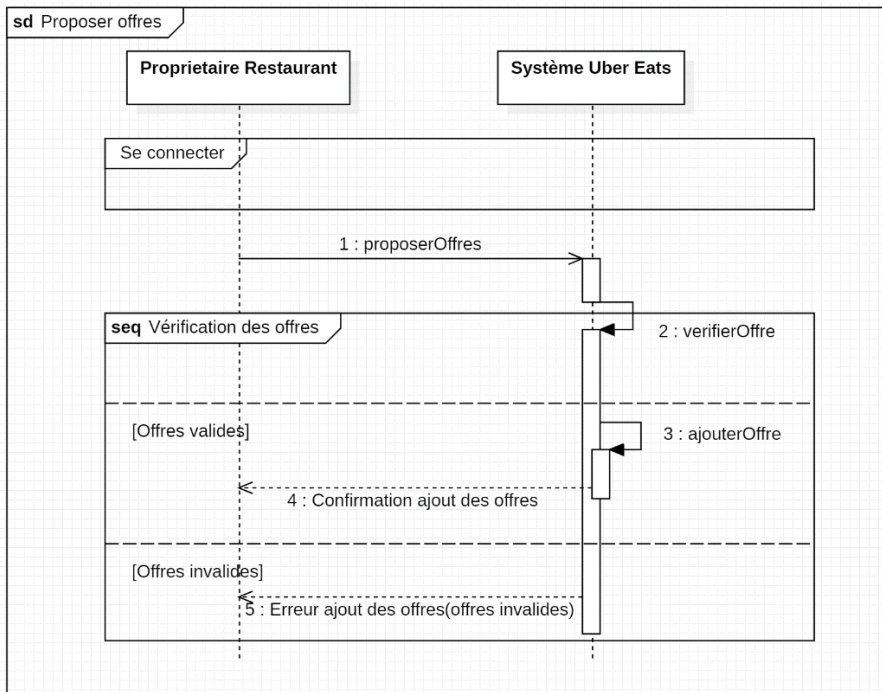 sd Proposer offres
Proprietaire Restaurant
Système Uber Eats
Se connecter
1 : proposerOffres
seq Vérification des offres
2 : verifierOffre
[Offres valides]
3 : ajouterOffre
4 : Confirmation ajout des offres
[Offres invalides]
5 : Erreur ajout des offres(offres invalides)